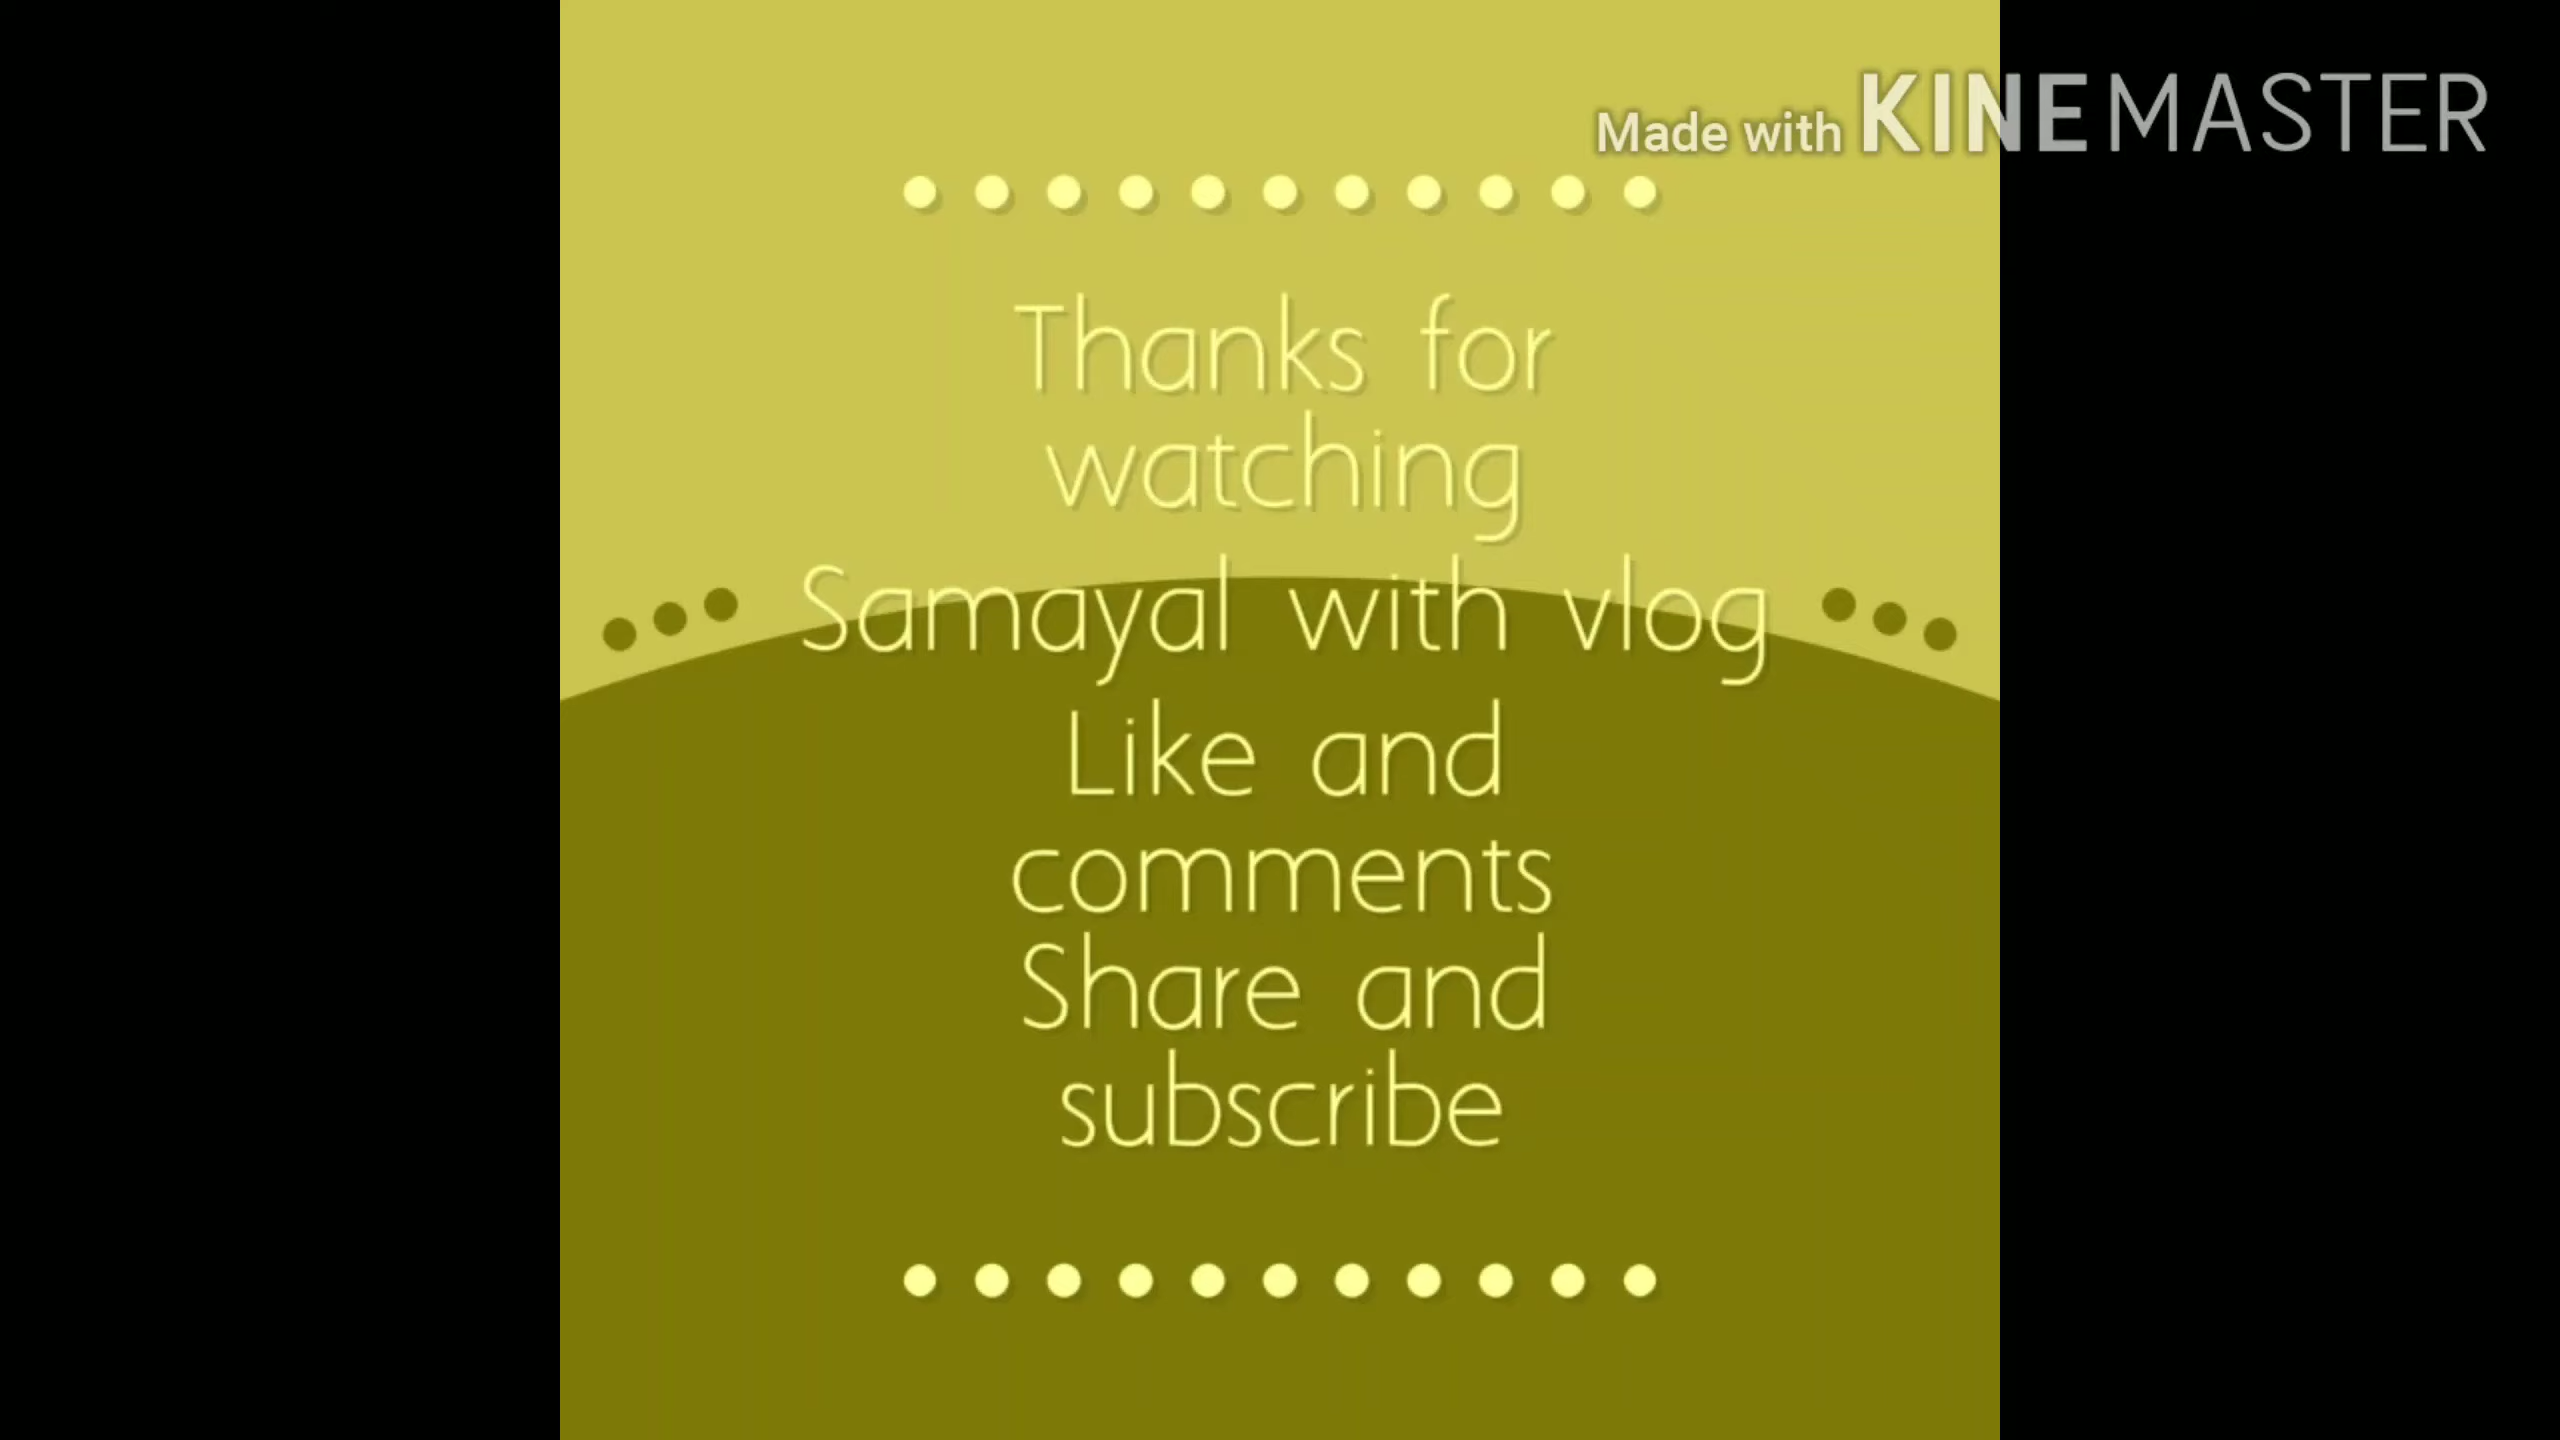 Made with KINEMASTER
Thanks for
watching
Samayal with vlog
Like and
comments
Share and
subscribe